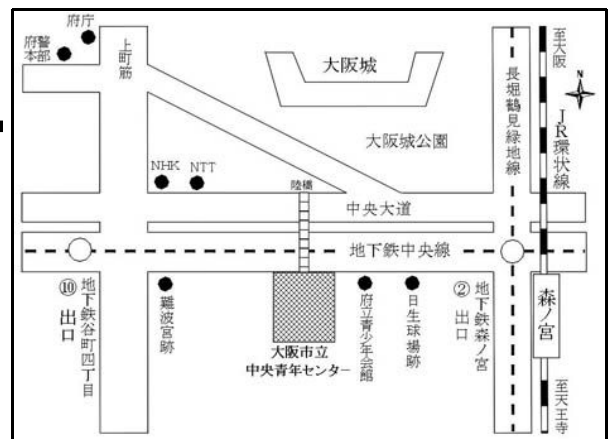 府庁
府警
本部
上町筋
大阪城
大阪城公園
長堀鶴見緑地線
至大阪
N
JR環状線
NHK
NTT
陸橋
中央大道
地下鉄中央線
⑩出口
地下鉄谷町四丁目
難波宮跡
大阪市立
中央青年センター
府立青少年会館
日生球場跡
②出口
地下鉄森ノ宮
森ノ宮
至天王寺